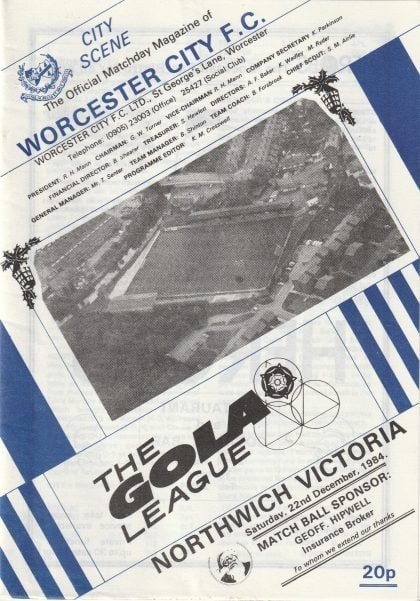 CITY
SCENE
The Official Matchday Magazine of
WORCESTER CITY F.C.
WORCESTER CITY F.C. LTD., St George's Lane, Worcester
Telephone: (0905) 23003 (Office) 25427 (Social Club)
PRESIDENT: R. H. Mann CHAIRMAN: G. W. Turner VICE-CHAIRMAN: R. H. Mann COMPANY SECRETARY K. Parkinson
FINANCIAL DIRECTOR: B. Shearer TREASURER: S. Hewlett DIRECTORS: A. F. Baker K. Wedley M. Ryder
GENERAL MANAGER: Mr. T. Senter TEAM MANAGER: N. Shinton TEAM COACH: B. Forsbrook CHIEF SCOUT: S. M. Airlie
PROGRAMME EDITOR K. M. Cresswell
THE
GOLA
LEAGUE
NORTHWICH VICTORIA
Saturday, 22nd December, 1984.
MATCH BALL SPONSOR:
GEOFF. HIPWELL
Insurance Broker
To whom we extend our thanks
20p